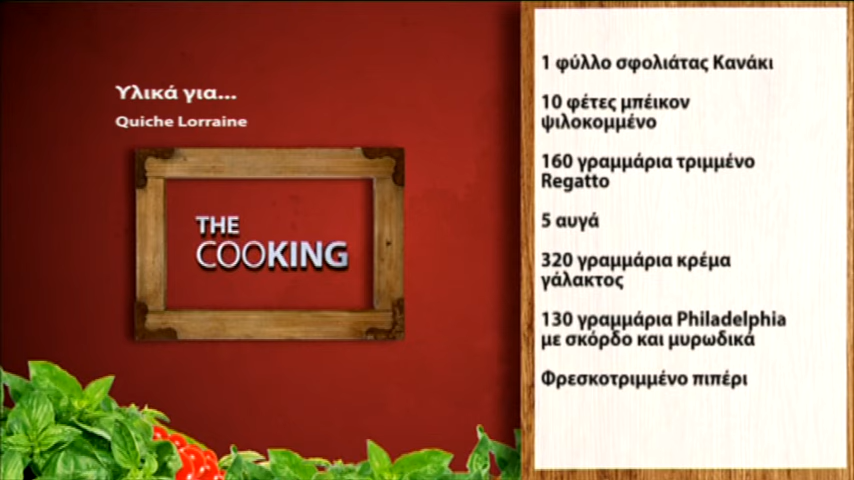 Υλικά για...
Quiche Lorraine
THE
COOKING
1 φύλλο σφολιάτας Κανάκι
10 φέτες μπέικον
ψιλοκομμένο
160 γραμμάρια τριμμένο
Regatto
5 αυγά
320 γραμμάρια κρέμα
γάλακτος
130 γραμμάρια Philadelphia
με σκόρδο και μυρωδικά
Φρεσκοτριμμένο πιπέρι